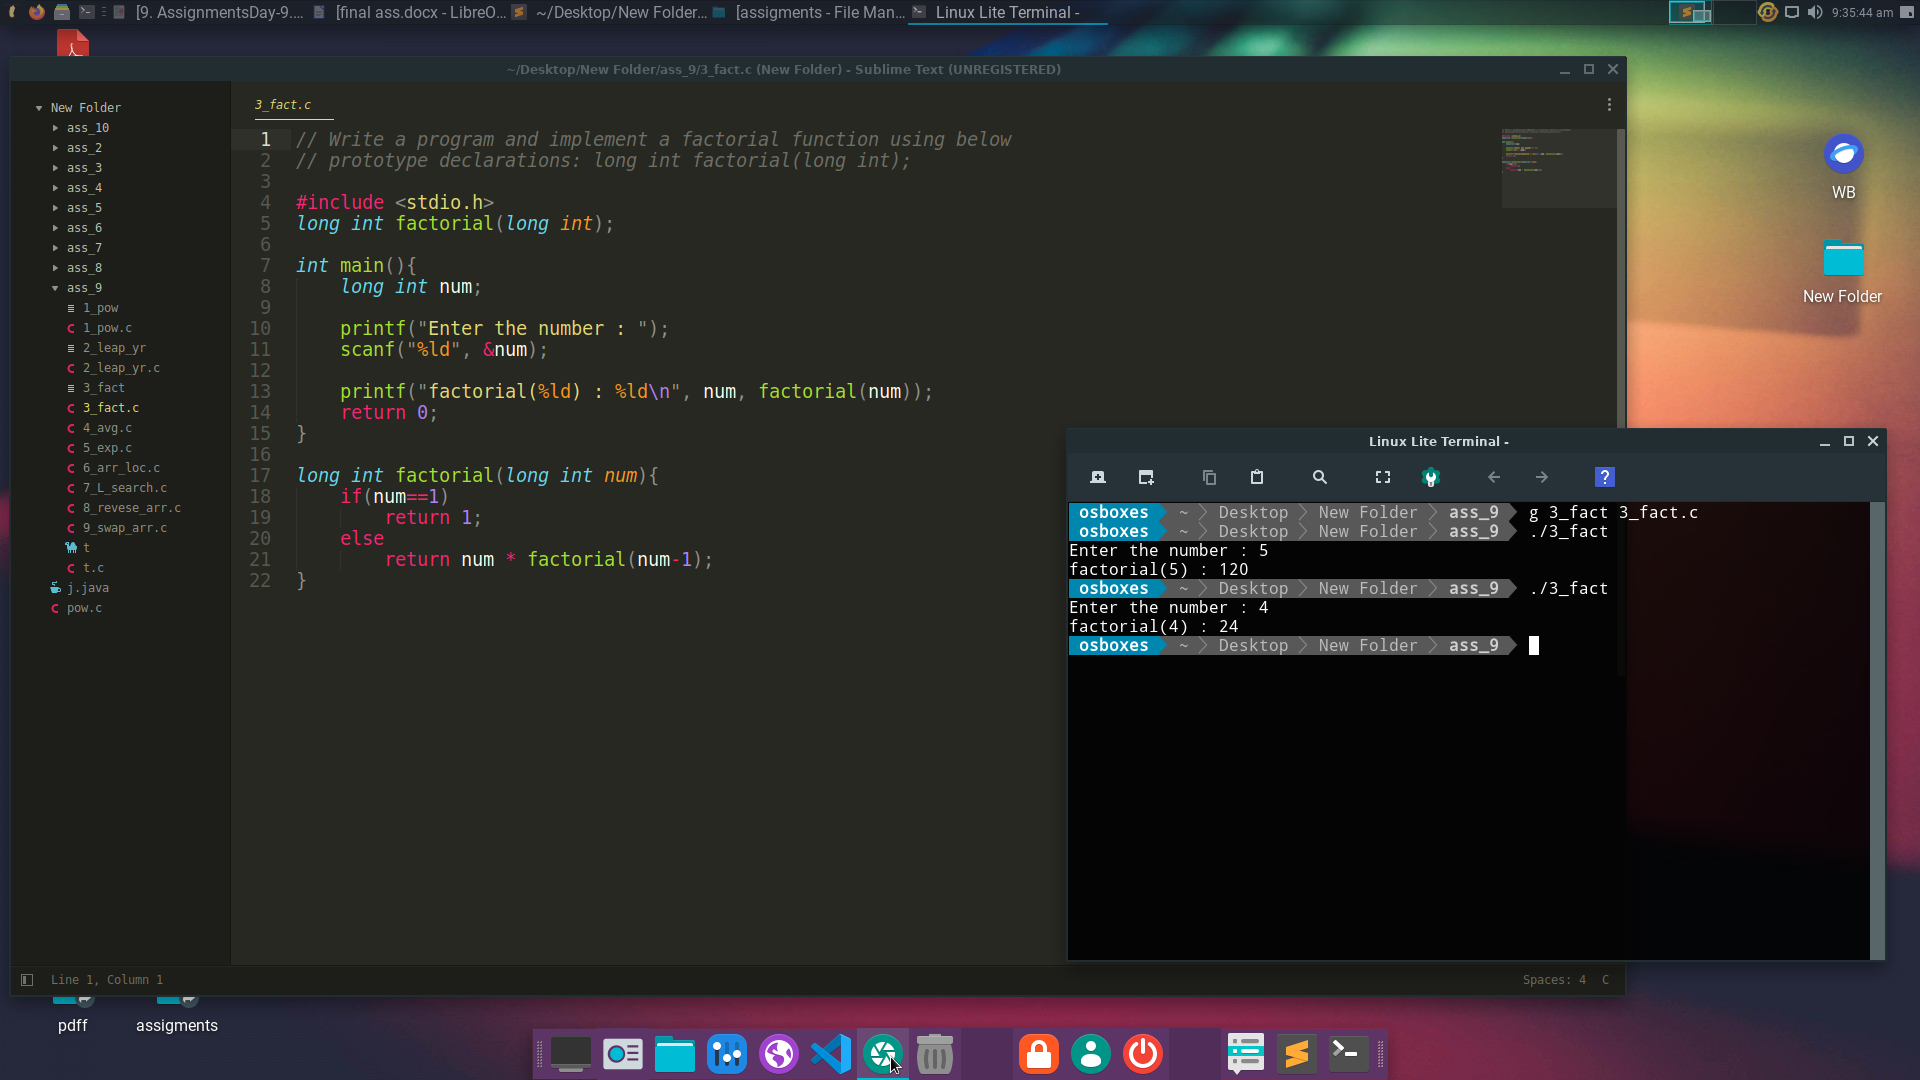 [9. AssignmentsDay-9....
[final ass.docx - LibreO...
~/Desktop/New Folder...
[assigments - File Man...
Linux Lite Terminal -
9:35:44 am
~/Desktop/New Folder/ass_9/3_fact.c (New Folder) - Sublime Text (UNREGISTERED)
New Folder
ass_10
ass_2
ass_3
ass_4
ass_5
ass_6
ass_7
ass_8
ass_9
1_pow
1_pow.c
2_leap_yr
2_leap_yr.c
3_fact
3_fact.c
4_avg.c
5_exp.c
6_arr_loc.c
7_L_search.c
8_revese_arr.c
9_swap_arr.c
t
t.c
j.java
pow.c
3_fact.c
1 // Write a program and implement a factorial function using below
2 // prototype declarations: long int factorial(long int);
3
4 #include <stdio.h>
5 long int factorial(long int);
6
7 int main(){
8     long int num;
9
10     printf("Enter the number : ");
11     scanf("%ld", &num);
12
13     printf("factorial(%ld) : %ld\n", num, factorial(num));
14     return 0;
15 }
16
17 long int factorial(long int num){
18     if(num==1)
19         return 1;
20     else
21         return num * factorial(num-1);
22 }
Line 1, Column 1
Spaces: 4
C
WB
New Folder
Linux Lite Terminal -
?
osboxes ~ Desktop New Folder ass_9 g 3_fact 3_fact.c
osboxes ~ Desktop New Folder ass_9 ./3_fact
Enter the number : 5
factorial(5) : 120
osboxes ~ Desktop New Folder ass_9 ./3_fact
Enter the number : 4
factorial(4) : 24
osboxes ~ Desktop New Folder ass_9
pdff
assigments